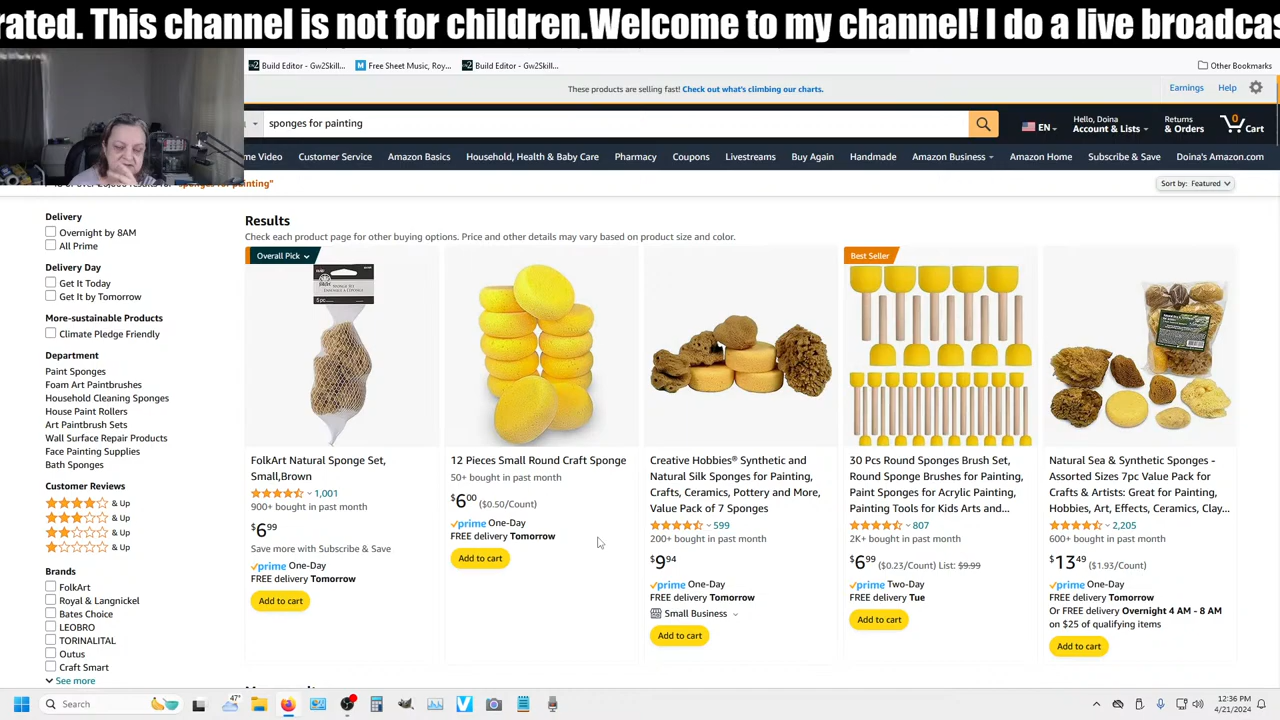 rated. This channel is not for children.Welcome to my channel! I do a live broadcas
Build Editor - Gw2Skill...
Free Sheet Music, Roy...
Build Editor - Gw2Skill...
Other Bookmarks
These products are selling fast! Check out what's climbing our charts.
Earnings
Help
sponges for painting
EN
Hello, Doina
Account & Lists
Returns
& Orders
0
Cart
me Video
Customer Service
Amazon Basics
Household, Health & Baby Care
Pharmacy
Coupons
Livestreams
Buy Again
Handmade
Amazon Business
Amazon Home
Subscribe & Save
Doina's Amazon.com
painting"
Sort by: Featured
Delivery
Overnight by 8AM
All Prime
Delivery Day
Get It Today
Get It by Tomorrow
More-sustainable Products
Climate Pledge Friendly
Department
Paint Sponges
Foam Art Paintbrushes
Household Cleaning Sponges
House Paint Rollers
Art Paintbrush Sets
Wall Surface Repair Products
Face Painting Supplies
Bath Sponges
Customer Reviews
& Up
& Up
& Up
& Up
Brands
FolkArt
Royal & Langnickel
Bates Choice
LEOBRO
TORINALITAL
Outus
Craft Smart
See more
Results
Check each product page for other buying options. Price and other details may vary based on product size and color.
Overall Pick
FolkArt Natural Sponge Set,
Small,Brown
1,001
900+ bought in past month
$6.99
Save more with Subscribe & Save
prime One-Day
FREE delivery Tomorrow
Add to cart
12 Pieces Small Round Craft Sponge
50+ bought in past month
$6.00 ($0.50/Count)
prime One-Day
FREE delivery Tomorrow
Add to cart
Creative Hobbies® Synthetic and
Natural Silk Sponges for Painting,
Crafts, Ceramics, Pottery and More,
Value Pack of 7 Sponges
599
200+ bought in past month
$9.94
prime One-Day
FREE delivery Tomorrow
Small Business
Add to cart
Best Seller
30 Pcs Round Sponges Brush Set,
Round Sponge Brushes for Painting,
Paint Sponges for Acrylic Painting,
Painting Tools for Kids Arts and...
807
2K+ bought in past month
$6.99 ($0.23/Count) List: $9.99
prime Two-Day
FREE delivery Tue
Add to cart
Natural Sea & Synthetic Sponges -
Assorted Sizes 7pc Value Pack for
Crafts & Artists: Great for Painting,
Hobbies, Art, Effects, Ceramics, Clay...
2,205
600+ bought in past month
$13.49 ($1.93/Count)
prime One-Day
FREE delivery Tomorrow
Or FREE delivery Overnight 4 AM - 8 AM
on $25 of qualifying items
Add to cart
Search
47°
12:36 PM
4/21/2024